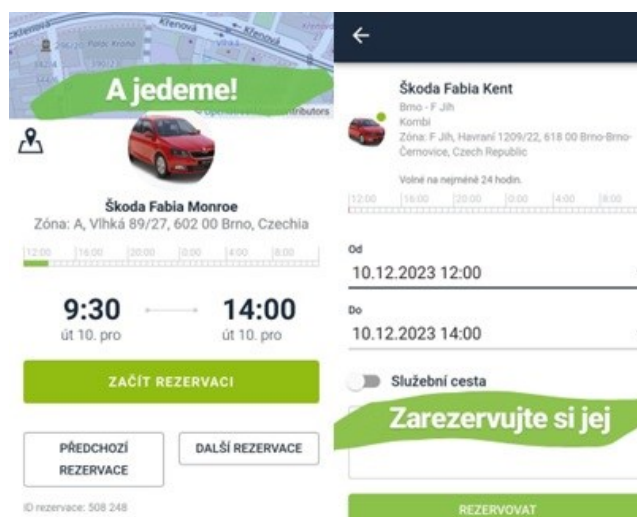 Křenová
Křenová
A jedeme!
Škoda Fabia Monroe
Zóna: A, Vlhká 89/27, 602 00 Brno, Czechia
12:00 16:00 20:00 0:00 4:00 8:00
9:30 14:00
út 10. pro út 10. pro
ZAČÍT REZERVACI
PŘEDCHOZÍ
REZERVACE
DALŠÍ REZERVACE
ID rezervace: 508 248
Škoda Fabia Kent
Brno - F Jih
Kombi
Zóna: F Jih, Havraní 1209/22, 618 00 Brno-Brno-
Černovice, Czech Republic
Volné na nejméně 24 hodin.
12:00 16:00 20:00 0:00 4:00 8:00
Od
10.12.2023 12:00
Do
10.12.2023 14:00
Služební cesta
Zarezervujte si jej
REZERVOVAT